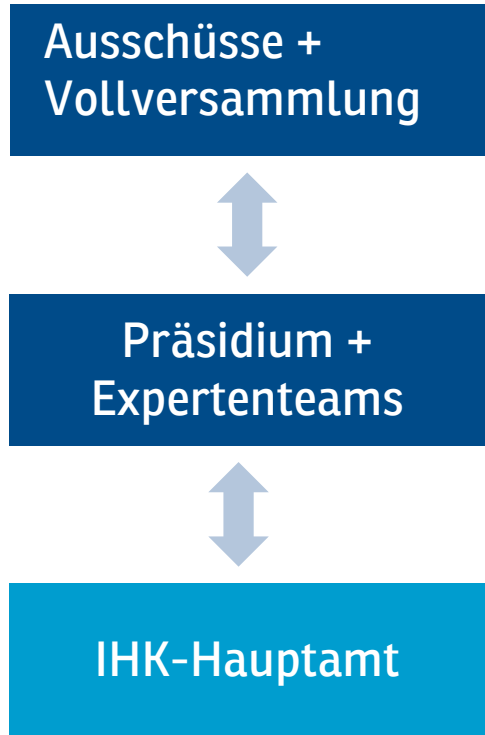 Ausschüsse +
Vollversammlung
Präsidium +
Expertenteams
IHK-Hauptamt